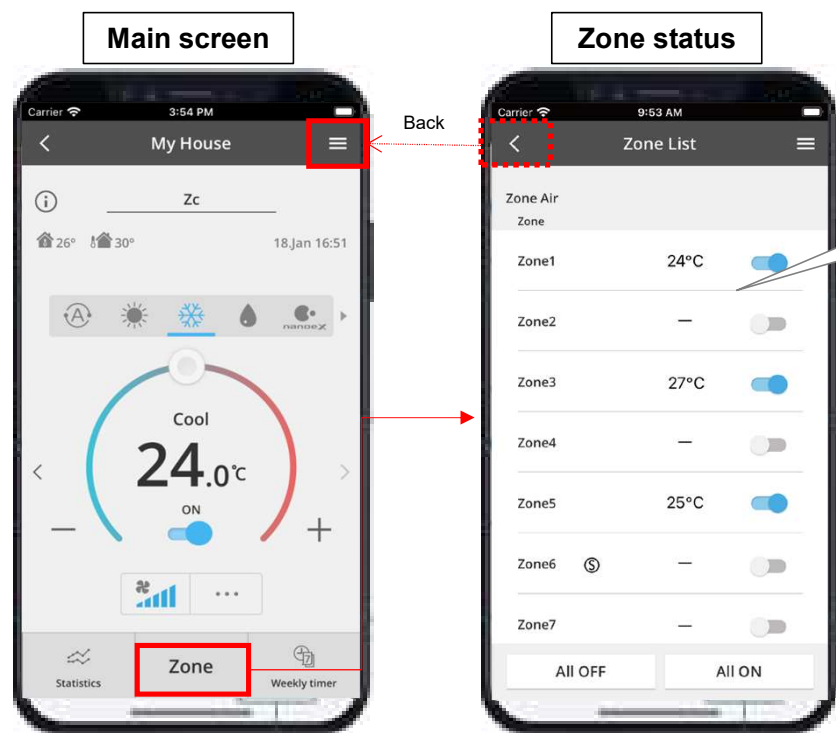 Main screen
Zone status
Carrier 3:54 PM
My House
Zc
26° 30° 18.Jan 16:51
A nanoeX
Cool
24.0℃
ON
Statistics
Zone
7
Weekly timer
Back
Carrier 9:53 AM
Zone List
Zone Air
Zone
Zone1 24°C
Zone2 —
Zone3 27°C
Zone4 —
Zone5 25°C
Zone6 Ⓢ —
Zone7 —
All OFF All ON